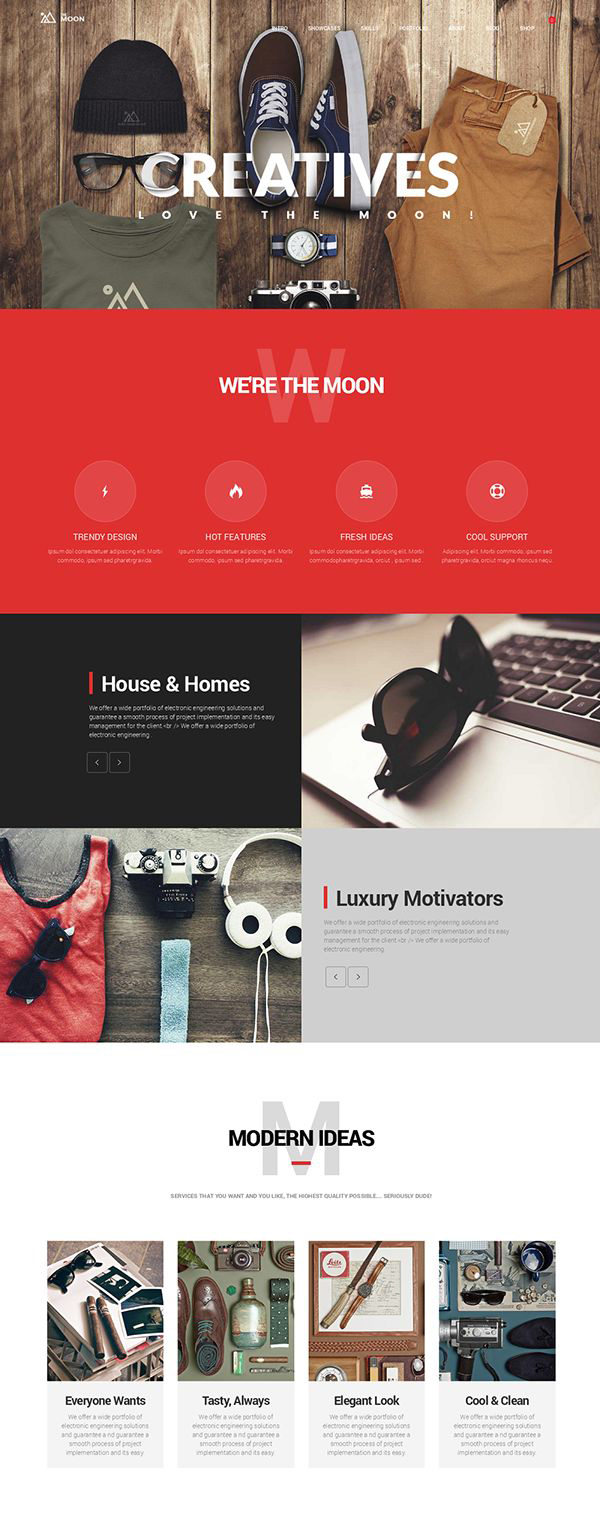 THE
MOON
INTRO SHOWCASES SKILLS PORTFOLIO ABOUT BLOG SHOP
CREATIVES
LOVE THE MOON!
W
WE'RE THE MOON
TRENDY DESIGN
Ipsum dol consectetuer adipiscing elit. Morbi
commodo, ipsum sed pharetrgravida.
HOT FEATURES
Ipsum dol consectetuer adipiscing elit. Morbi
commodo, ipsum sed pharetrgravida.
FRESH IDEAS
Ipsum dol consectetuer adipiscing elit. Morbi
commodopharetrgravida, orciut , ipsum sed .
COOL SUPPORT
Adipiscing elit. Morbi commodo, ipsum sed
pharetrgravida, orciut magna rhoncus nequ.
House & Homes
We offer a wide portfolio of electronic engineering solutions and
guarantee a smooth process of project implementation and its easy
management for the client.<br /> We offer a wide portfolio of
electronic engineering .
Luxury Motivators
We offer a wide portfolio of electronic engineering solutions and
guarantee a smooth process of project implementation and its easy
management for the client.<br /> We offer a wide portfolio of
electronic engineering.
M
MODERN IDEAS
SERVICES THAT YOU WANT AND YOU LIKE, THE HIGHEST QUALITY POSSIBLE.... SERIOUSLY DUDE!
Leitz
Everyone Wants
We offer a wide portfolio of
electronic engineering solutions
and guarantee a nd guarantee a
smooth process of project
implementation and its easy.
Tasty, Always
We offer a wide portfolio of
electronic engineering solutions
and guarantee a nd guarantee a
smooth process of project
implementation and its easy.
Elegant Look
We offer a wide portfolio of
electronic engineering solutions
and guarantee a nd guarantee a
smooth process of project
implementation and its easy.
Cool & Clean
We offer a wide portfolio of
electronic engineering solutions
and guarantee a nd guarantee a
smooth process of project
implementation and its easy.